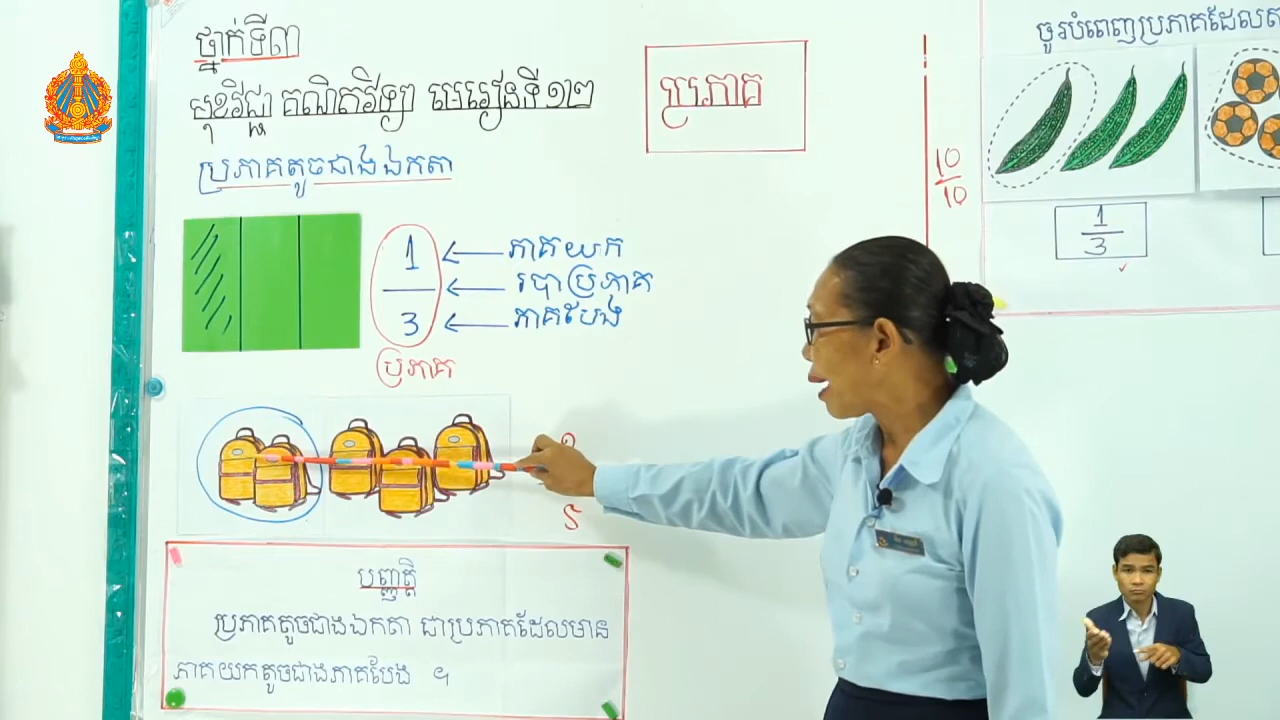 ថ្នាក់ទី៣
មុខវិជ្ជា គណិតវិទ្យា មេរៀនទី១២
ប្រភាគតូចជាងឯកតា
ប្រភាគ
1
3
ភាគយក
របាប្រភាគ
ភាគបែង
ប្រភាគ
5
បញ្ញត្តិ
ប្រភាគតូចជាងឯកតា ជាប្រភាគដែលមាន
ភាគយកតូចជាងភាគបែង ។
10
10
ចូរបំពេញប្រភាគដែល
1
3